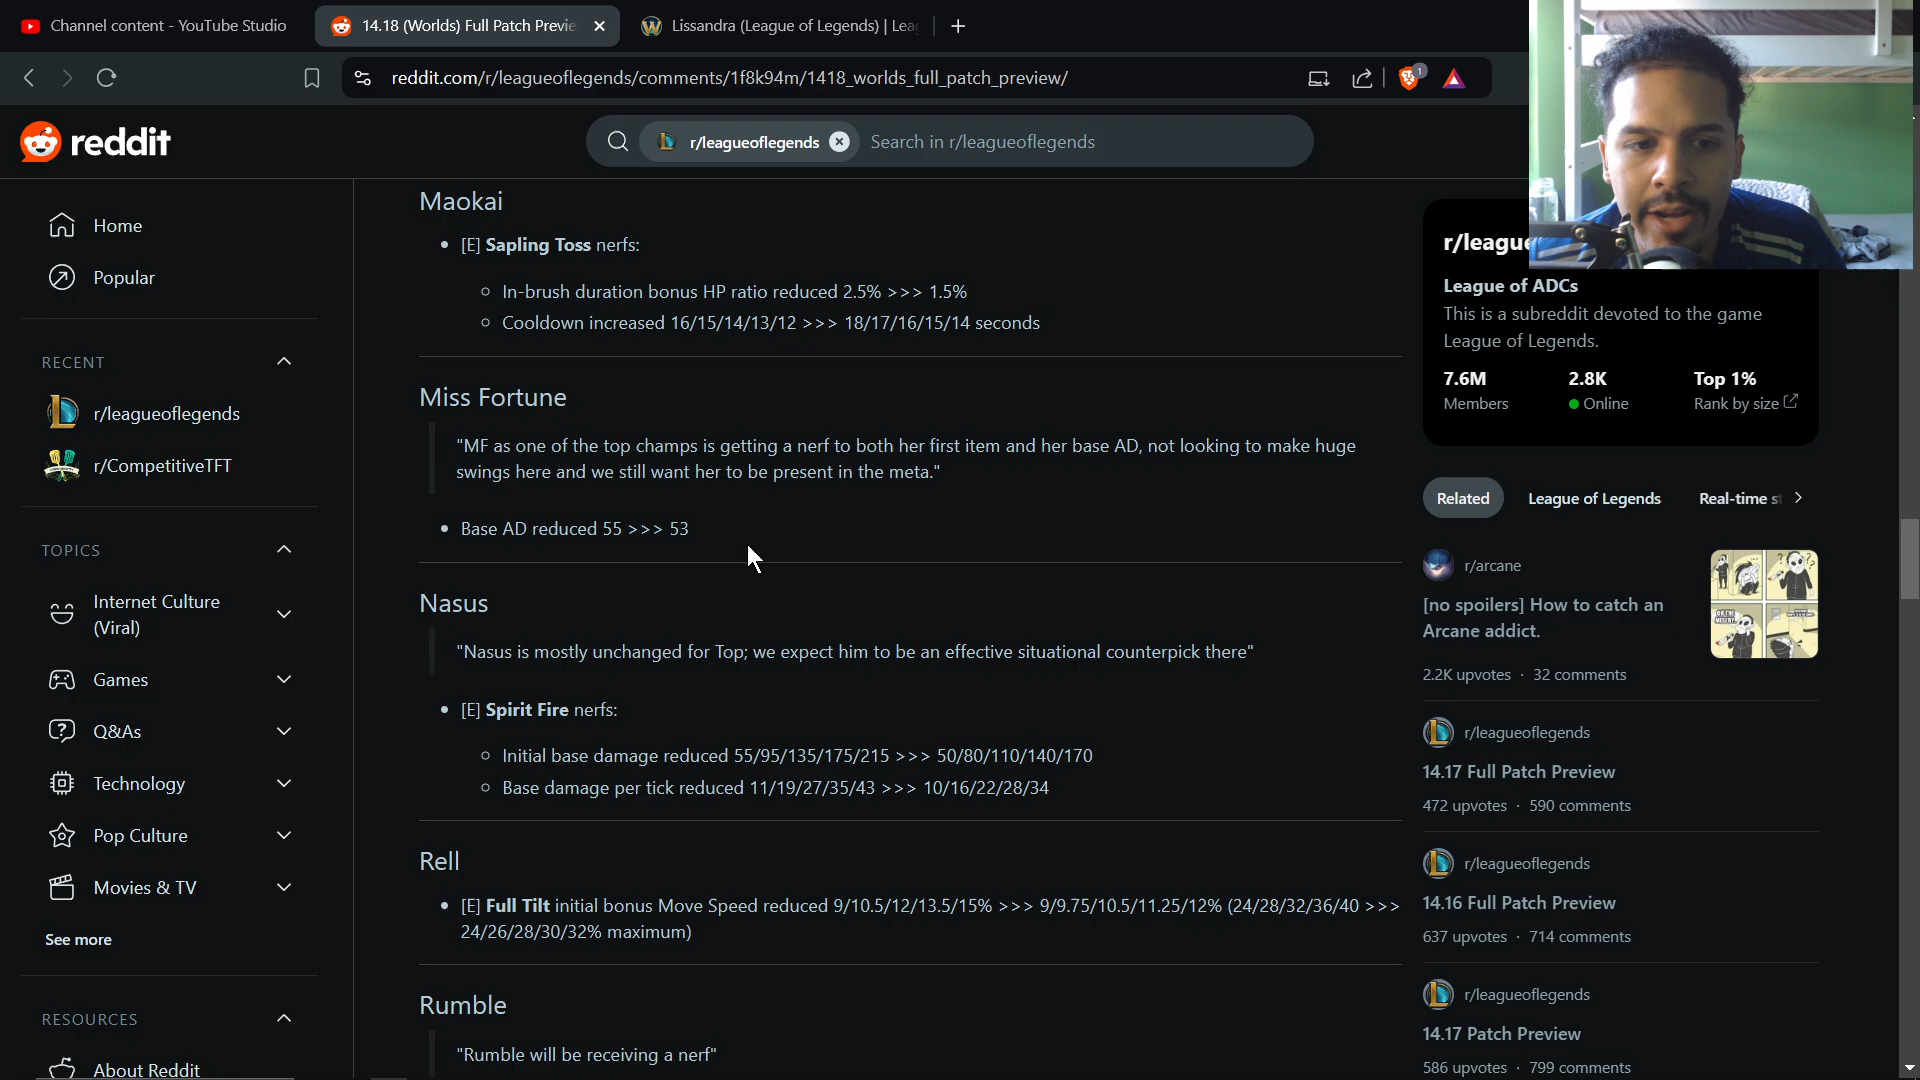 Channel content - YouTube Studio
14.18 (Worlds) Full Patch Previe
Lissandra (League of Legends) | Lea
reddit.com/r/leagueoflegends/comments/1f8k94m/1418_worlds_full_patch_preview/
1
reddit
r/leagueoflegends
Search in r/leagueoflegends
Home
Popular
RECENT
r/leagueoflegends
r/CompetitiveTFT
TOPICS
Internet Culture
(Viral)
Games
Q&As
Technology
Pop Culture
Movies & TV
See more
RESOURCES
About Reddit
Maokai
[E] Sapling Toss nerfs:
In-brush duration bonus HP ratio reduced 2.5% >>> 1.5%
Cooldown increased 16/15/14/13/12 >>> 18/17/16/15/14 seconds
Miss Fortune
"MF as one of the top champs is getting a nerf to both her first item and her base AD, not looking to make huge
swings here and we still want her to be present in the meta."
Base AD reduced 55 >>> 53
Nasus
"Nasus is mostly unchanged for Top; we expect him to be an effective situational counterpick there"
[E] Spirit Fire nerfs:
Initial base damage reduced 55/95/135/175/215 >>> 50/80/110/140/170
Base damage per tick reduced 11/19/27/35/43 >>> 10/16/22/28/34
Rell
[E] Full Tilt initial bonus Move Speed reduced 9/10.5/12/13.5/15% >>> 9/9.75/10.5/11.25/12% (24/28/32/36/40 >>>
24/26/28/30/32% maximum)
Rumble
"Rumble will be receiving a nerf"
r/league
League of ADCs
This is a subreddit devoted to the game
League of Legends.
7.6M
Members
2.8K
Online
Top 1%
Rank by size
Related
League of Legends
Real-time s
r/arcane
[no spoilers] How to catch an
Arcane addict.
2.2K upvotes · 32 comments
r/leagueoflegends
14.17 Full Patch Preview
472 upvotes · 590 comments
r/leagueoflegends
14.16 Full Patch Preview
637 upvotes · 714 comments
r/leagueoflegends
14.17 Patch Preview
586 upvotes · 799 comments